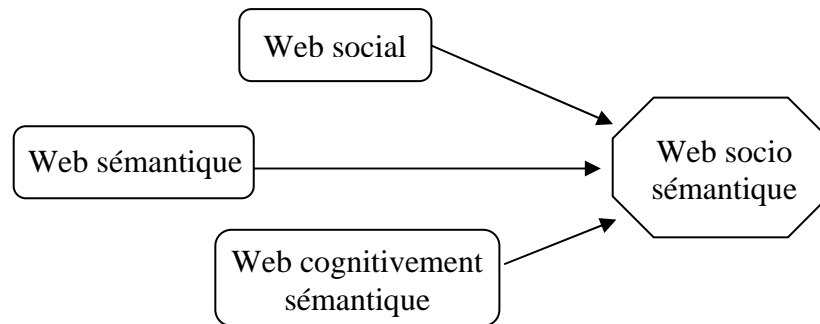 Web social
Web sémantique
Web socio
sémantique
Web cognitivement
sémantique